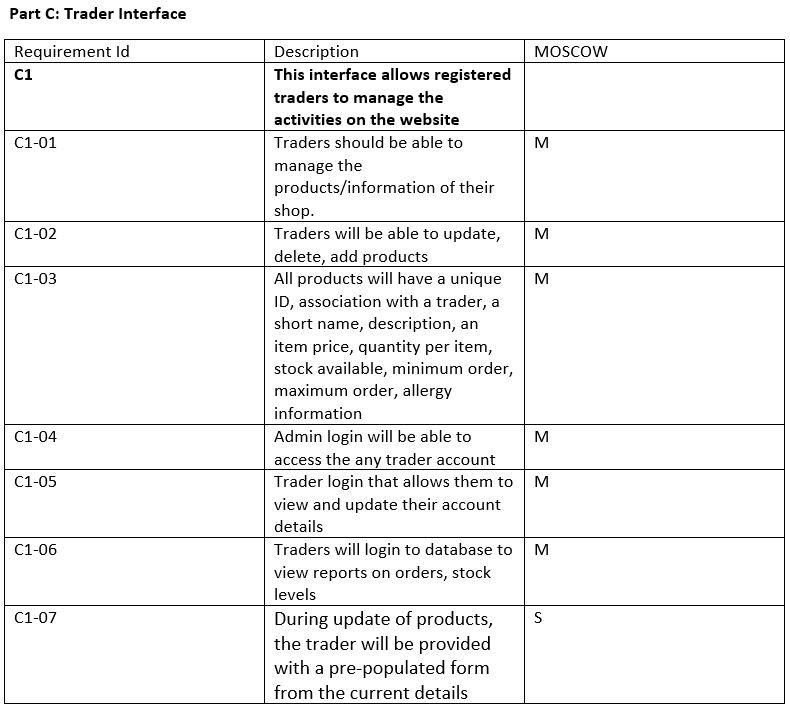 Part C: Trader Interface
Requirement Id Description MOSCOW
C1 This interface allows registered
traders to manage the
activities on the website
C1-01 Traders should be able to M
manage the
products/information of their
shop.
C1-02 Traders will be able to update, M
delete, add products
C1-03 All products will have a unique M
ID, association with a trader, a
short name, description, an
item price, quantity per item,
stock available, minimum order,
maximum order, allergy
information
C1-04 Admin login will be able to M
access the any trader account
C1-05 Trader login that allows them to M
view and update their account
details
C1-06 Traders will login to database to M
view reports on orders, stock
levels
C1-07 During update of products, S
the trader will be provided
with a pre-populated form
from the current details